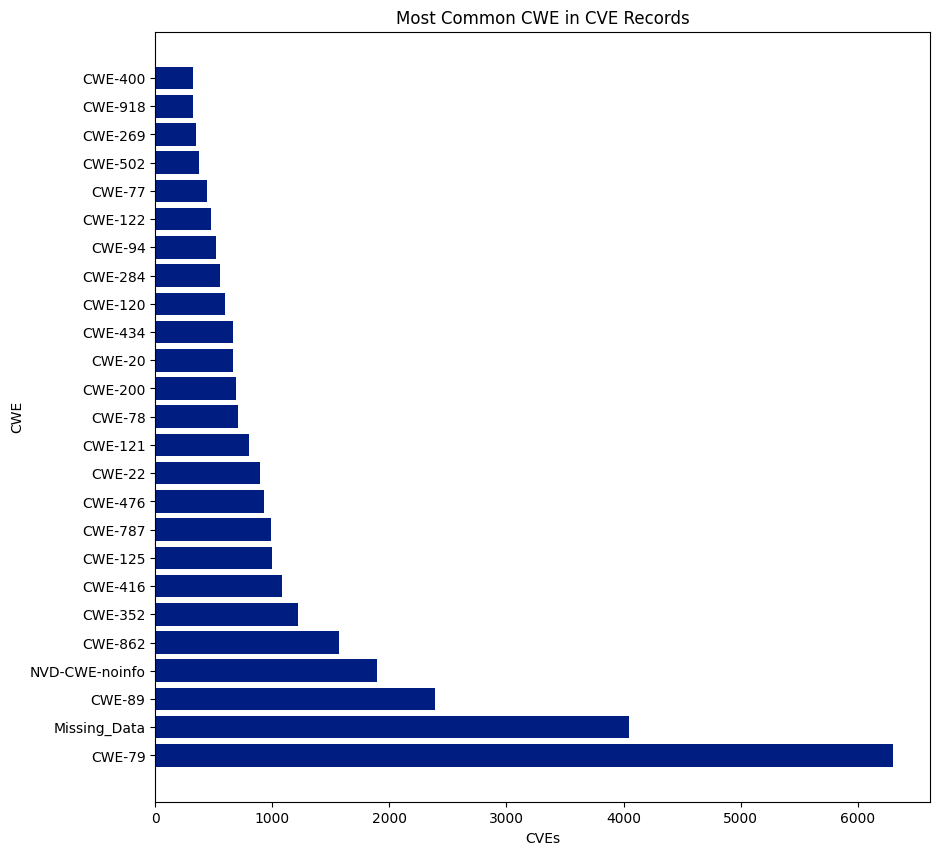 Most Common CWE in CVE Records
CWE-400
CWE-918
CWE-269
CWE-502
CWE-77
CWE-122
CWE-94
CWE-284
CWE-120
CWE-434
CWE-20
CWE-200
CWE-78
CWE-121
CWE-22
CWE-476
CWE-787
CWE-125
CWE-416
CWE-352
CWE-862
NVD-CWE-noinfo
CWE-89
Missing_Data
CWE-79
CWE
0 1000 2000 3000 4000 5000 6000
CVEs